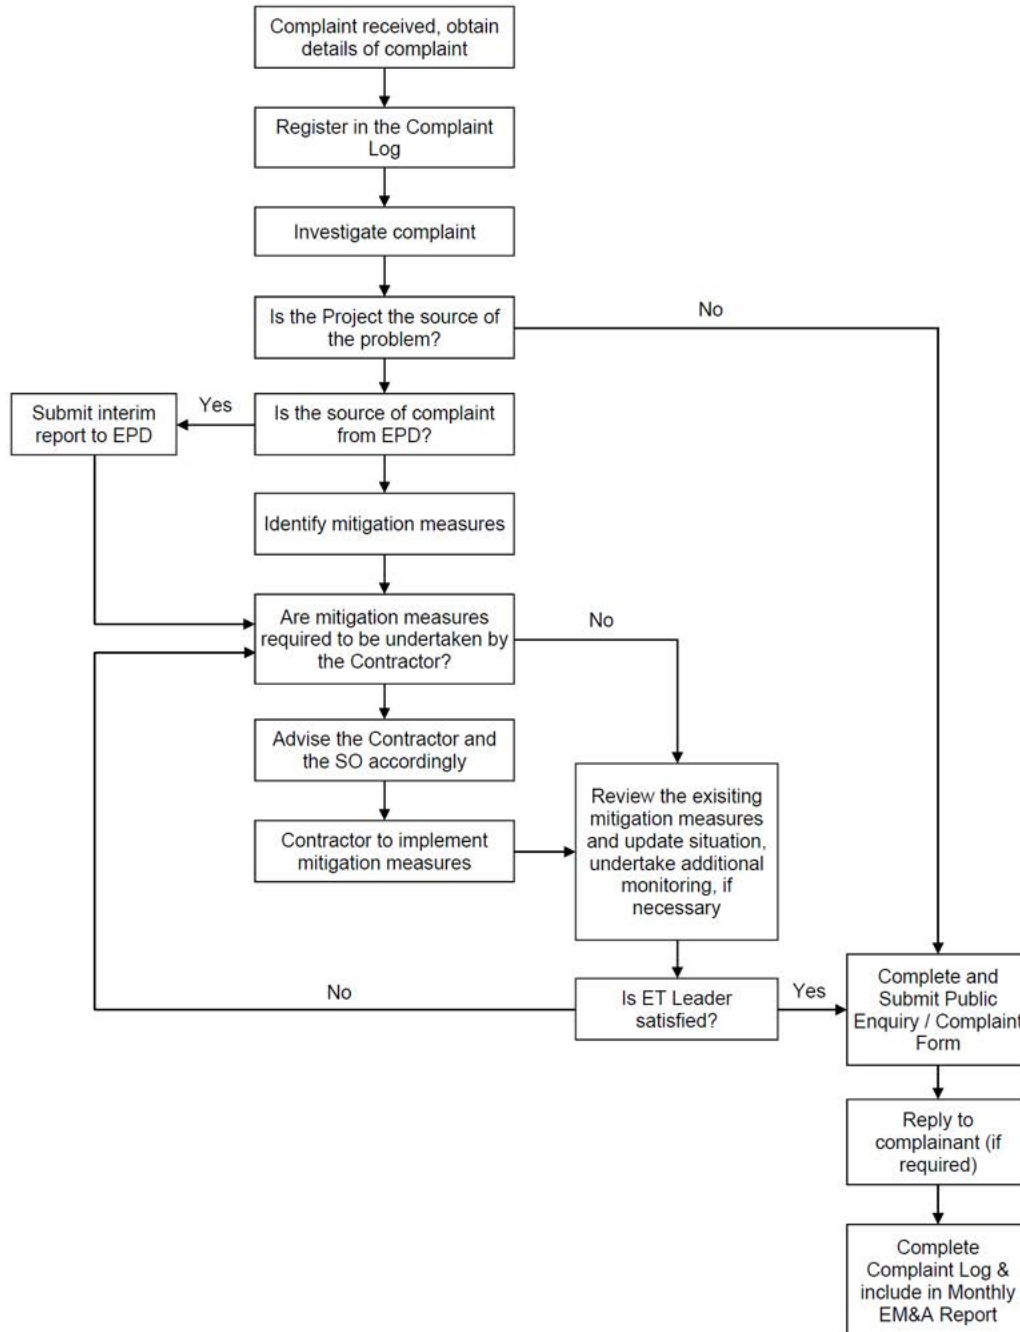 Complaint received, obtain
details of complaint
Register in the Complaint
Log
Investigate complaint
Is the Project the source of
the problem?
No
Submit interim
report to EPD
Yes
Is the source of complaint
from EPD?
Identify mitigation measures
Are mitigation measures
required to be undertaken by
the Contractor?
No
Advise the Contractor and
the SO accordingly
Contractor to implement
mitigation measures
Review the exisiting
mitigation measures
and update situation,
undertake additional
monitoring, if
necessary
No
Is ET Leader
satisfied?
Yes
Complete and
Submit Public
Enquiry / Complaint
Form
Reply to
complainant (if
required)
Complete
Complaint Log &
include in Monthly
EM&A Report